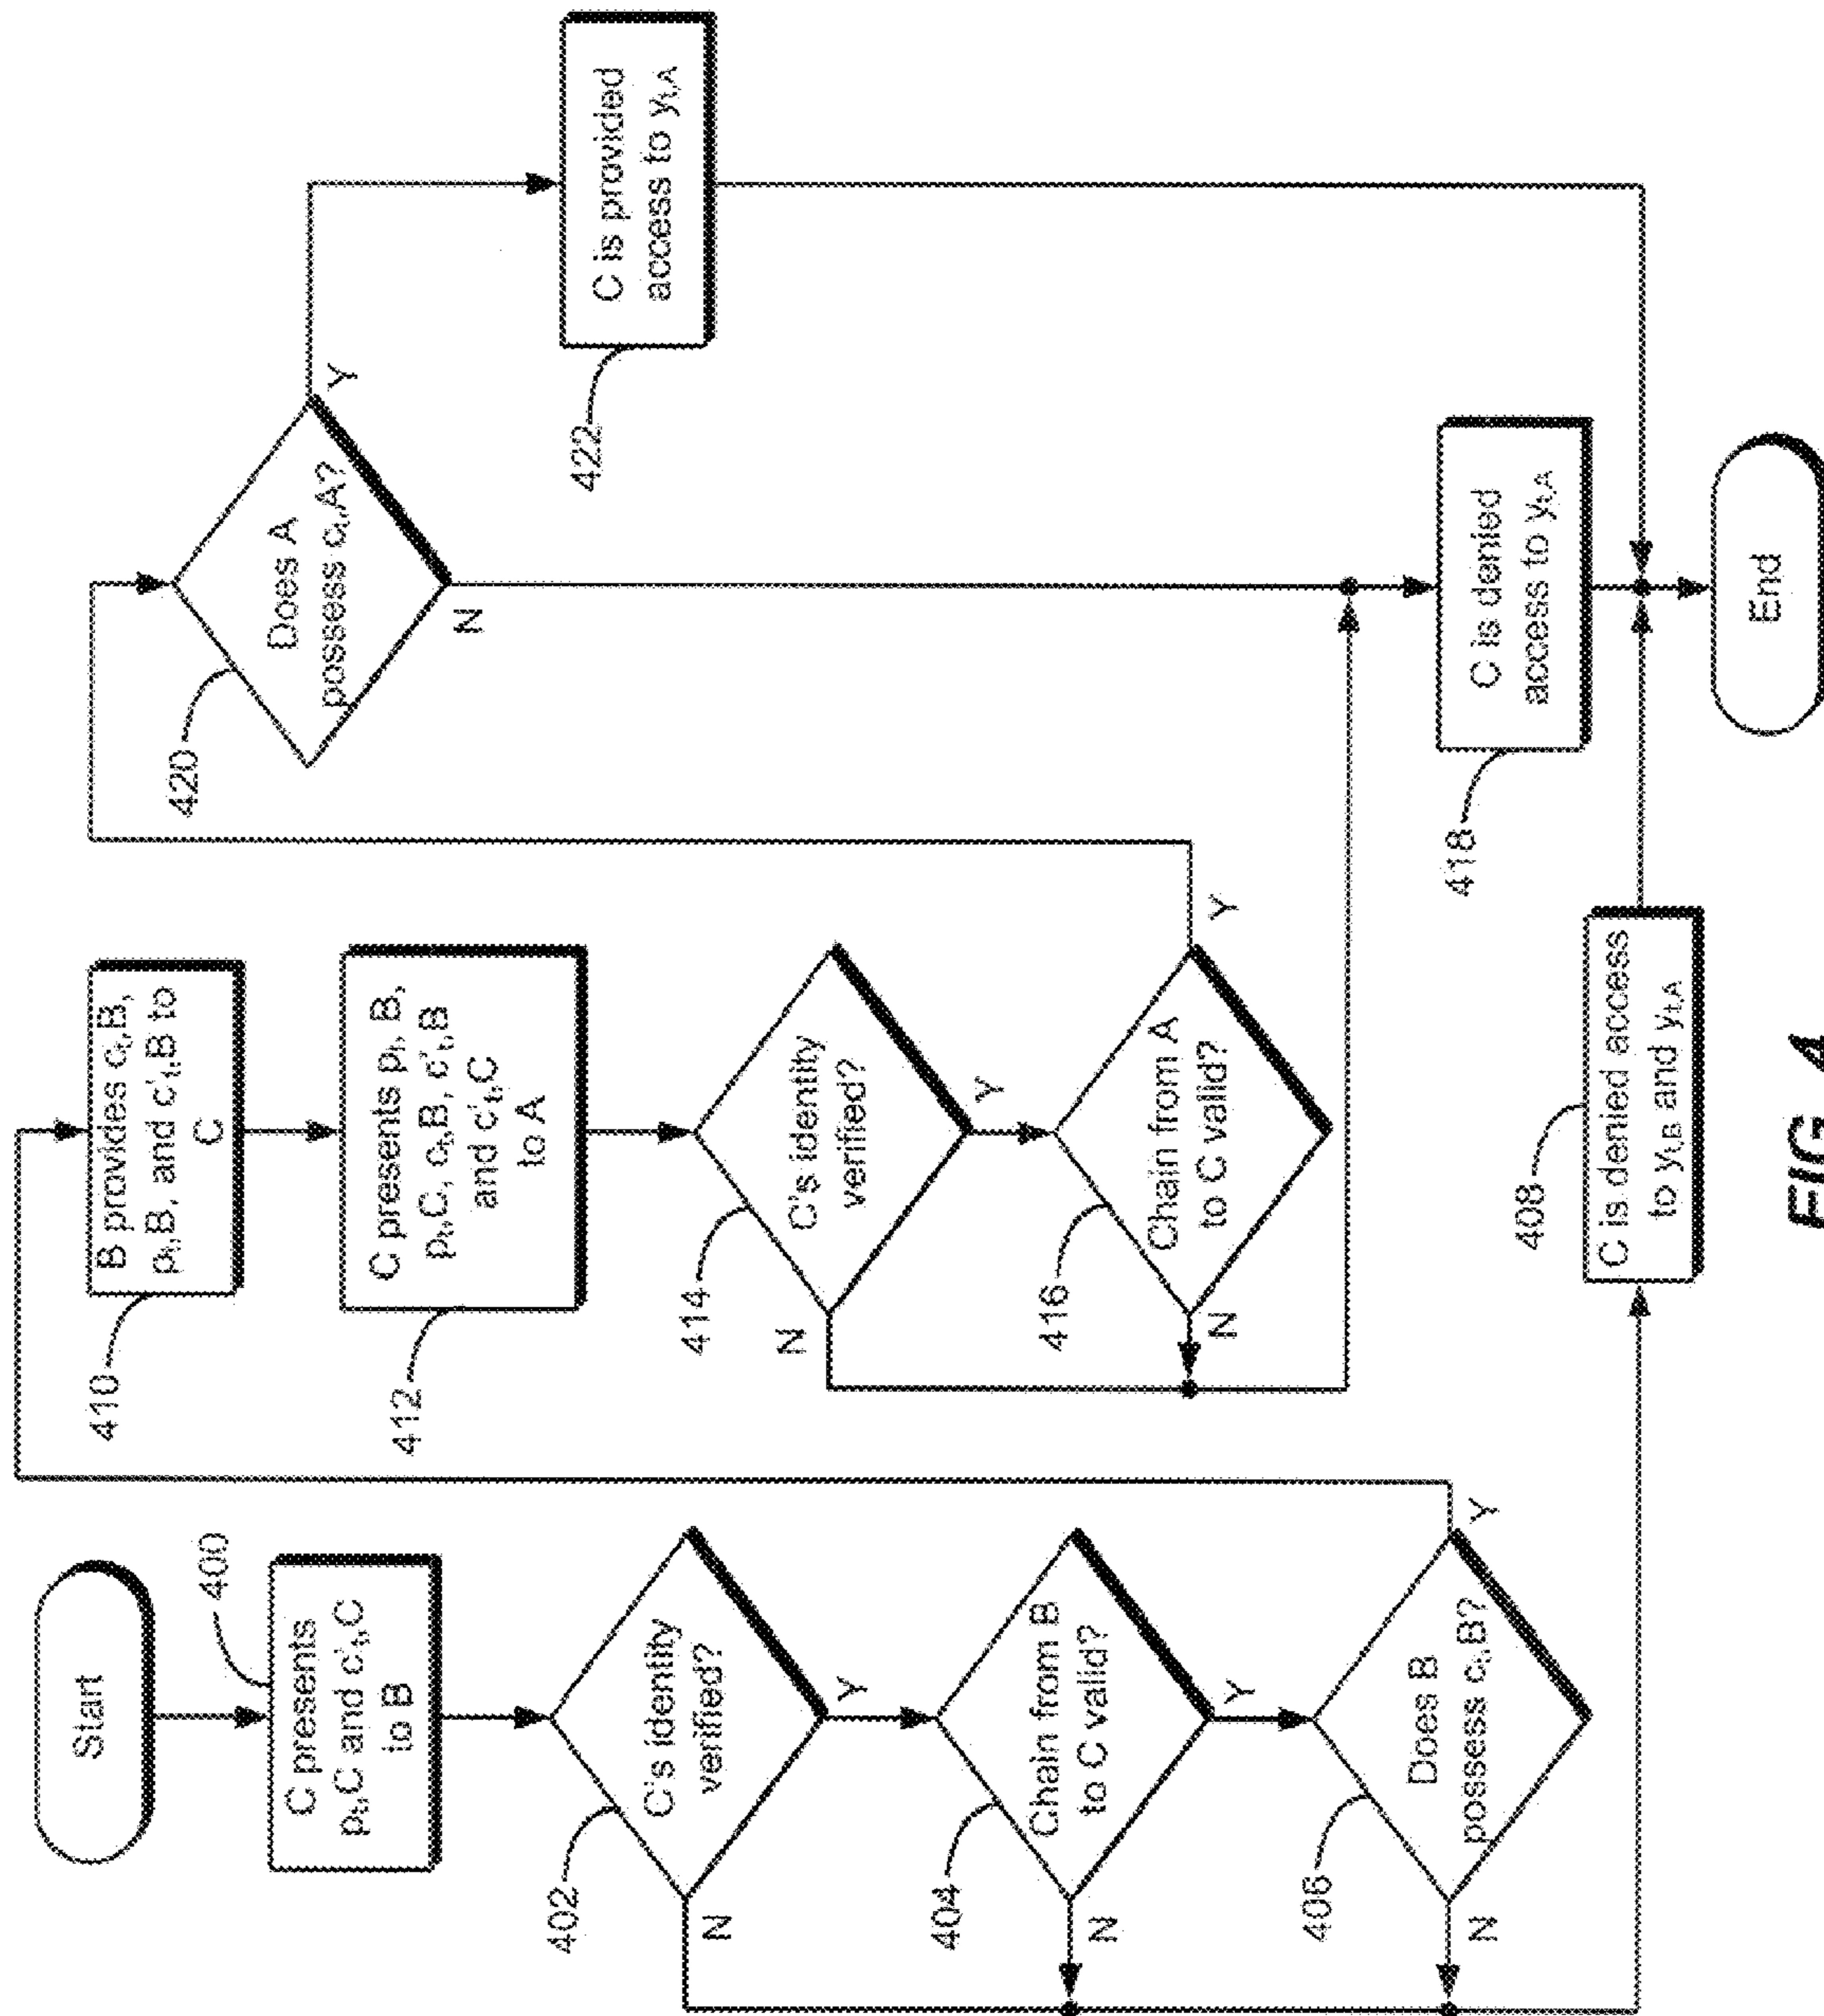 Start
400
C presents
pₜ,C and c'ₜ,C
to B
402
C's identity
verified?
Y
N
404
Chain from B
to C valid?
Y
N
406
Does B
possess cₜ,B?
Y
N
408
C is denied access
to yₜ,B and yₜ,A
410
B provides cₜ,B,
pₜ,B, and c'ₜ,B to
C
412
C presents pₜ, B,
pₜ,C, cₜ,B, c'ₜ,B
and c'ₜ,C
to A
414
C's identity
verified?
Y
N
416
Chain from A
to C valid?
Y
N
418
C is denied
access to yₜ,A
420
Does A
possess cₜ,A?
Y
N
422
C is provided
access to yₜ,A
End
FIG. 4